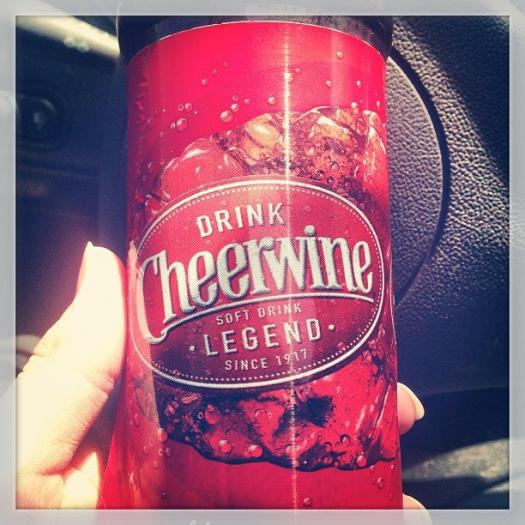 DRINK
Cheerwine
SOFT DRINK
· LEGEND ·
SINCE 1917